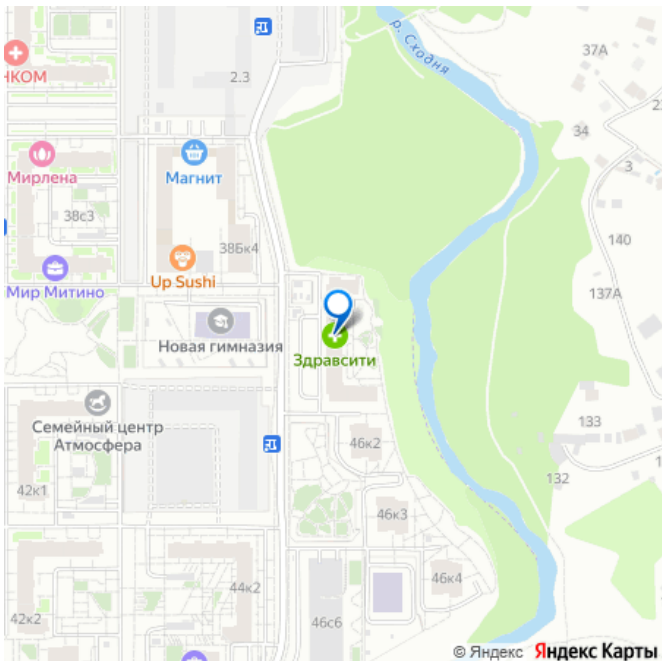 р. Сходня
37А
НКОМ
2.3
34
3
Мирлена
Магнит
38с3
38Бк4
140
Мир Митино
Up Sushi
137А
Новая гимназия
Здравсити
Семейный центр
Атмосфера
133
46к2
132
42к1
46к3
46к4
44к2
42к2
46с6
© Яндекс Яндекс Карты